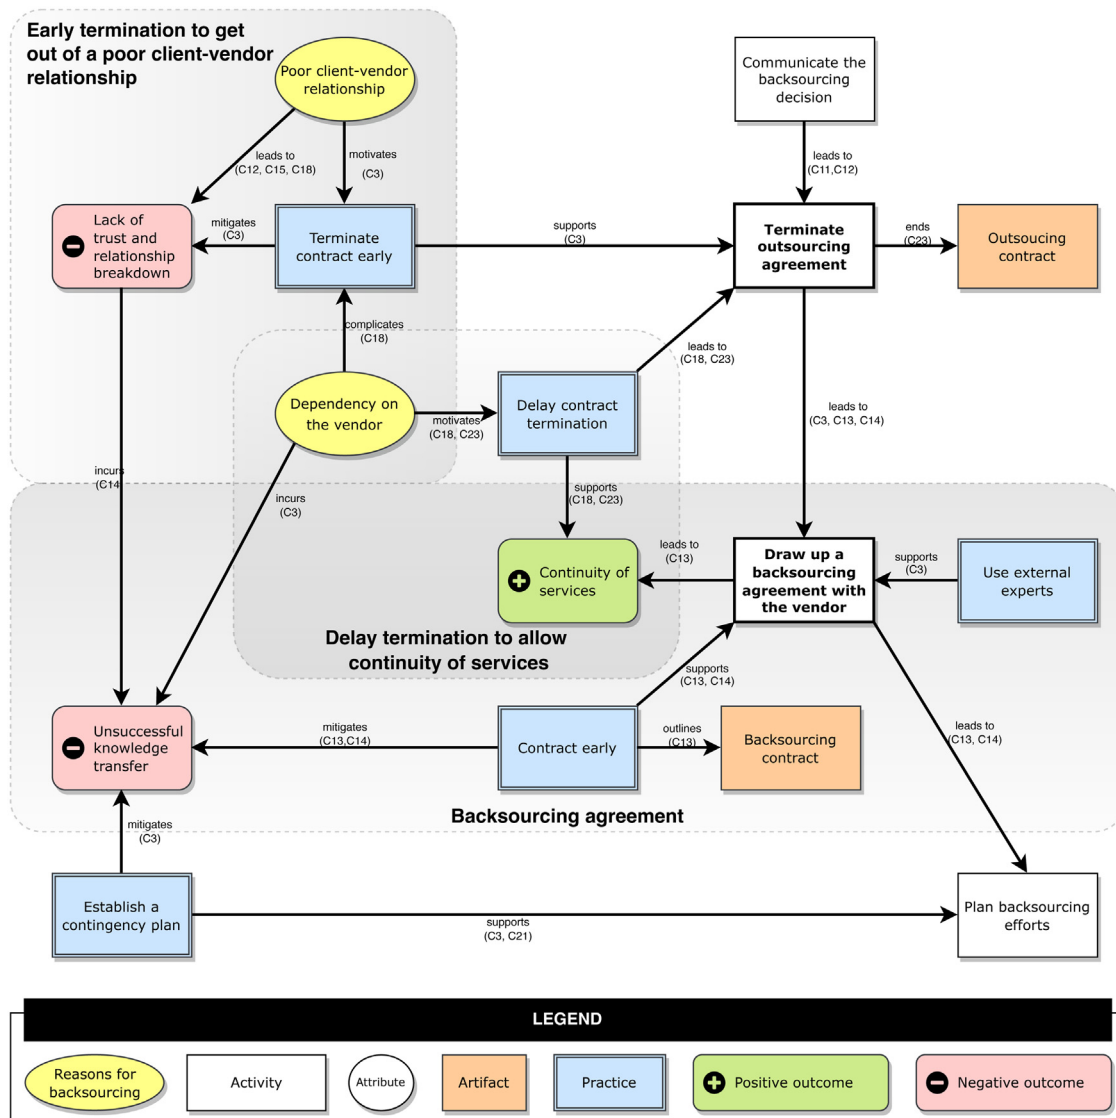 Early termination to get
out of a poor client-vendor
relationship
Poor client-vendor
relationship
Communicate the
backsourcing
decision
leads to
(C12, C15, C18)
motivates
(C3)
leads to
(C11,C12)
Lack of
trust and
relationship
breakdown
mitigates
(C3)
Terminate
contract early
supports
(C3)
Terminate
outsourcing
agreement
ends
(C23)
Outsoucing
contract
complicates
(C18)
leads to
(C18, C23)
Dependency on
the vendor
motivates
(C18, C23)
Delay contract
termination
leads to
(C3, C13, C14)
incurs
(C14
incurs
(C3)
supports
(C18, C23)
Continuity of
services
leads to
(C13)
Draw up a
backsourcing
agreement with
the vendor
supports
(C3)
Use external
experts
Delay termination to allow
continuity of services
supports
(C13, C14)
Unsuccessful
knowledge
transfer
mitigates
(C13,C14)
Contract early
outlines
(C13)
Backsourcing
contract
leads to
(C13, C14)
Backsourcing agreement
mitigates
(C3)
Establish a
contingency plan
supports
(C3, C21)
Plan backsourcing
efforts
LEGEND
Reasons for
backsourcing
Activity
Attribute
Artifact
Practice
Positive outcome
Negative outcome